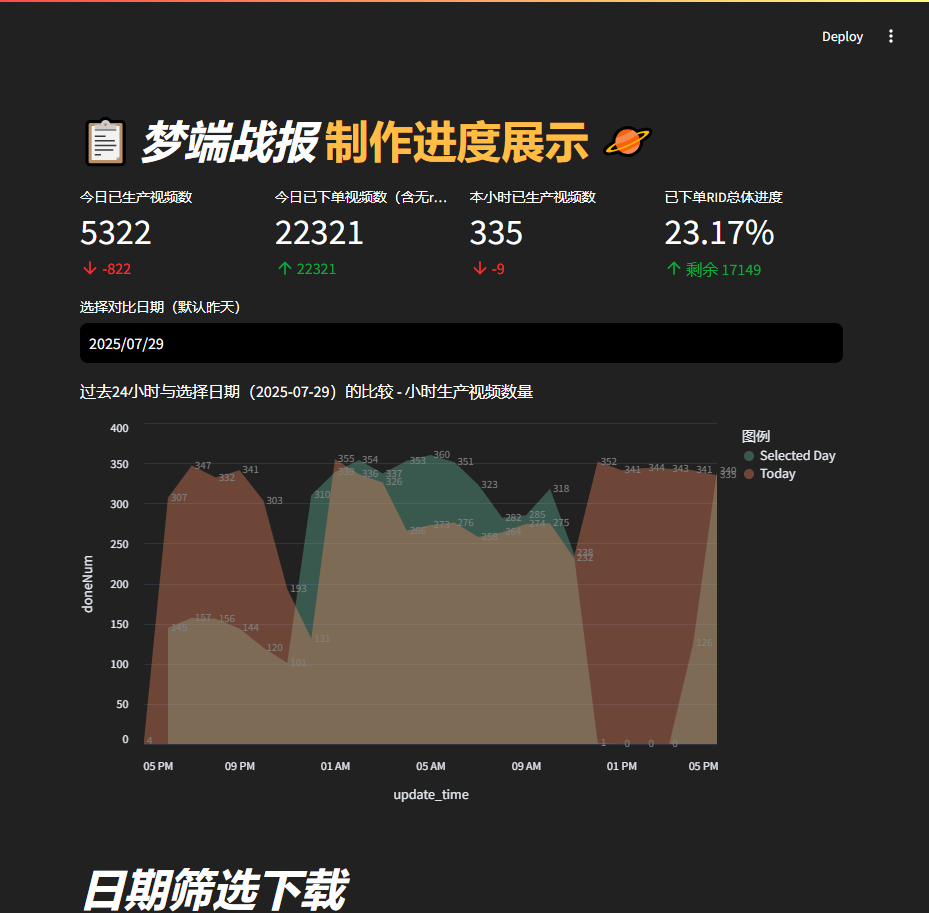 Deploy
梦端战报 制作进度展示
今日已生产视频数
5322
-822
今日已下单视频数（含无r...
22321
22321
本小时已生产视频数
335
-9
已下单RID总体进度
23.17%
剩余 17149
选择对比日期（默认昨天）
2025/07/29
过去24小时与选择日期（2025-07-29）的比较 - 小时生产视频数量
图例
Selected Day
Today
doneNum
400
350
300
250
200
150
100
50
0
4
307
347
332
341
303
193
131
355
336
326
266
273
276
258
264
274
275
232
352
341
344
343
341
335
157
156
144
120
101
310
354
337
353
360
351
323
282
285
318
238
1
0
0
0
126
340
05 PM
09 PM
01 AM
05 AM
09 AM
01 PM
05 PM
update_time
日期筛选下载